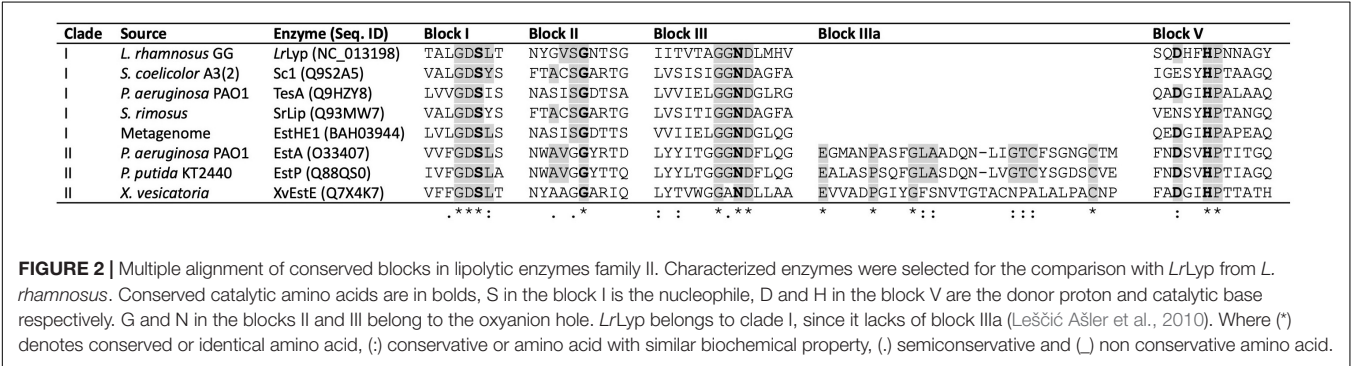 Clade Source Enzyme (Seq. ID) Block I Block II Block III Block IIIa Block V
I L. rhamnosus GG LrLyp (NC_013198) TALGDSLT NYGVSGNTSG IITVTAGGNDLMHV SQDHFHPNNAGY
I S. coelicolor A3(2) Sc1 (Q9S2A5) VALGDSYS FTACSGARTG LVSISIGGNDAGFA IGESYHPTAAGQ
I P. aeruginosa PAO1 TesA (Q9HZY8) LVVGDSIS NASISGDTSG LVIIELGGNDGLRG QADGIHPALAAQ
I S. rimosus SrLip (Q93MW7) VALGDSYS FTACSGARTG LVSITIGGNDAGFA VENSYHPTANGQ
I Metagenome EstHE1 (BAH03944) LVLGDSLS NASISGDTTS VVIIELGGNDGLQG QEDGIHPAPEAQ
II P. aeruginosa PAO1 EstA (O33407) VVFGDSLS NWAVGGYRTD LYYITGGGNDFLQG EGMANPASFGLAADQN-LIGTCFSGNGCTM FNDSVHPTITGQ
II P. putida KT2440 EstP (Q88QS0) IVFGDSLA NWAVGGYRTQ LYYLTGGGNDFLQG EALASPSQFGLASDQN-LVGTCYSGDSCVE FNDSVHPTIAGQ
II X. vesicatoria XvEstE (Q7X4K7) VFFGDSLT NYAAGGARIQ LYTVWGGANDLLAA EVVADPGIYGFSNVTGTACNPALALPACNP FADGIHPTTATH
.***: . .* : : *.** * * *:: ::: * : **
FIGURE 2 | Multiple alignment of conserved blocks in lipolytic enzymes family II. Characterized enzymes were selected for the comparison with LrLyp from L.
rhamnosus. Conserved catalytic amino acids are in bolds, S in the block I is the nucleophile, D and H in the block V are the donor proton and catalytic base
respectively. G and N in the blocks II and III belong to the oxyanion hole. LrLyp belongs to clade I, since it lacks of block IIIa (Leščić Ašler et al., 2010). Where (*)
denotes conserved or identical amino acid, (:) conservative or amino acid with similar biochemical property, (.) semiconservative and (_) non conservative amino acid.